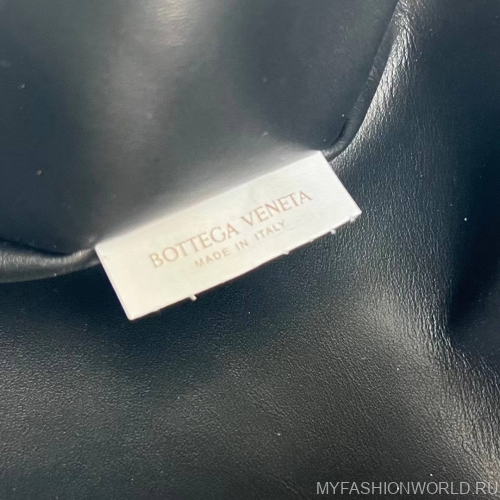 BOTTEGA VENETA
MADE IN ITALY
MYFASHIONWORLD.RU